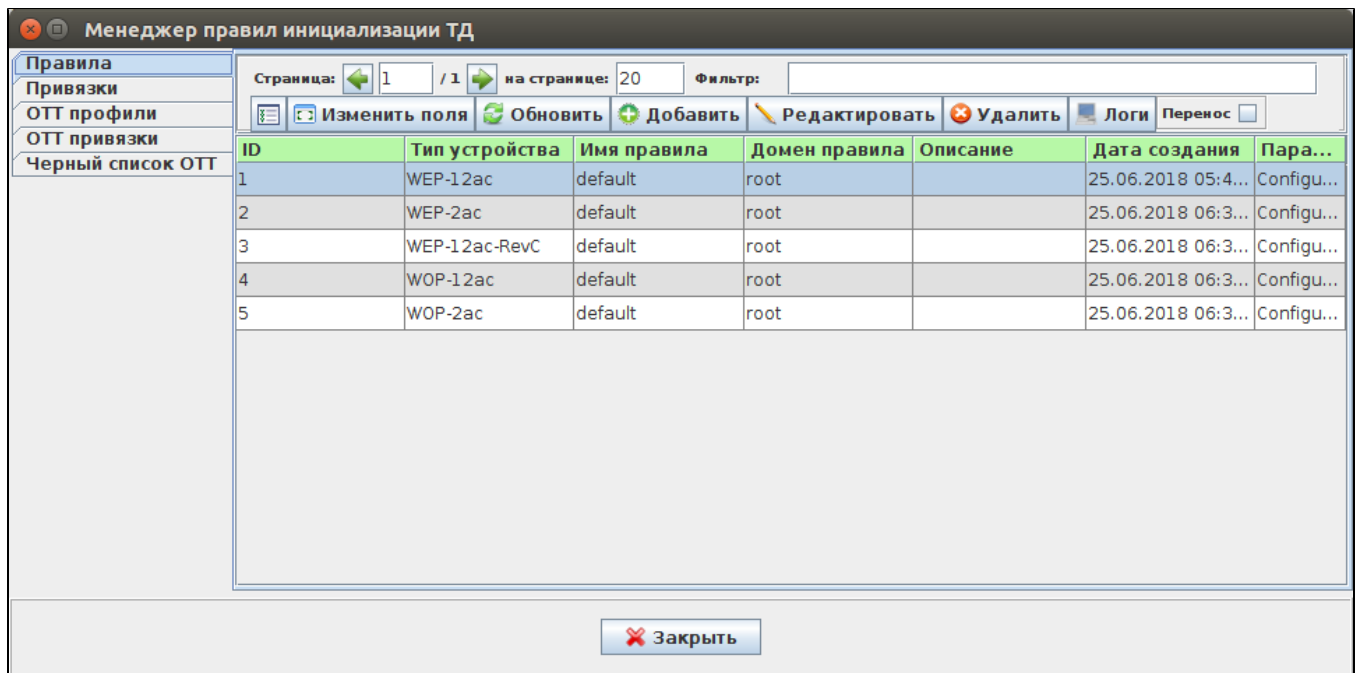 Менеджер правил инициализации ТД
Правила
Привязки
ОТТ профили
ОТТ привязки
Черный список ОТТ
Страница: 1 / 1 на странице: 20 Фильтр:
Изменить поля Обновить Добавить Редактировать Удалить Логи Перенос
ID Тип устройства Имя правила Домен правила Описание Дата создания Пара...
1 WEP-12ac default root 25.06.2018 05:4... Configu...
2 WEP-2ac default root 25.06.2018 06:3... Configu...
3 WEP-12ac-RevC default root 25.06.2018 06:3... Configu...
4 WOP-12ac default root 25.06.2018 06:3... Configu...
5 WOP-2ac default root 25.06.2018 06:3... Configu...
Закрыть